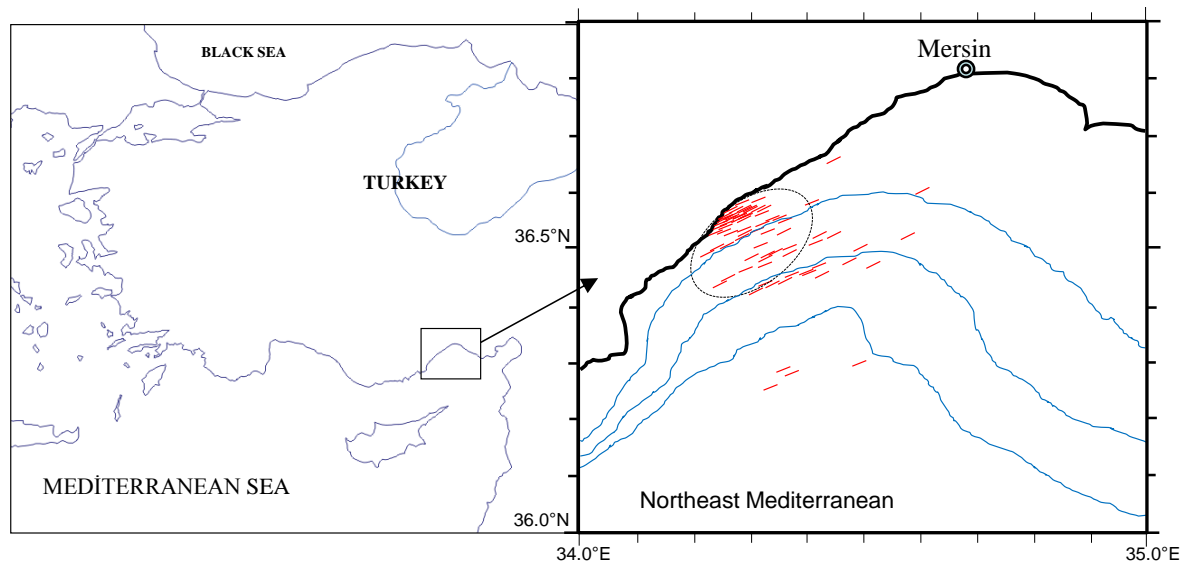 BLACK SEA
TURKEY
MEDİTERRANEAN SEA
Mersin
36.5°N
Northeast Mediterranean
36.0°N
34.0°E
35.0°E